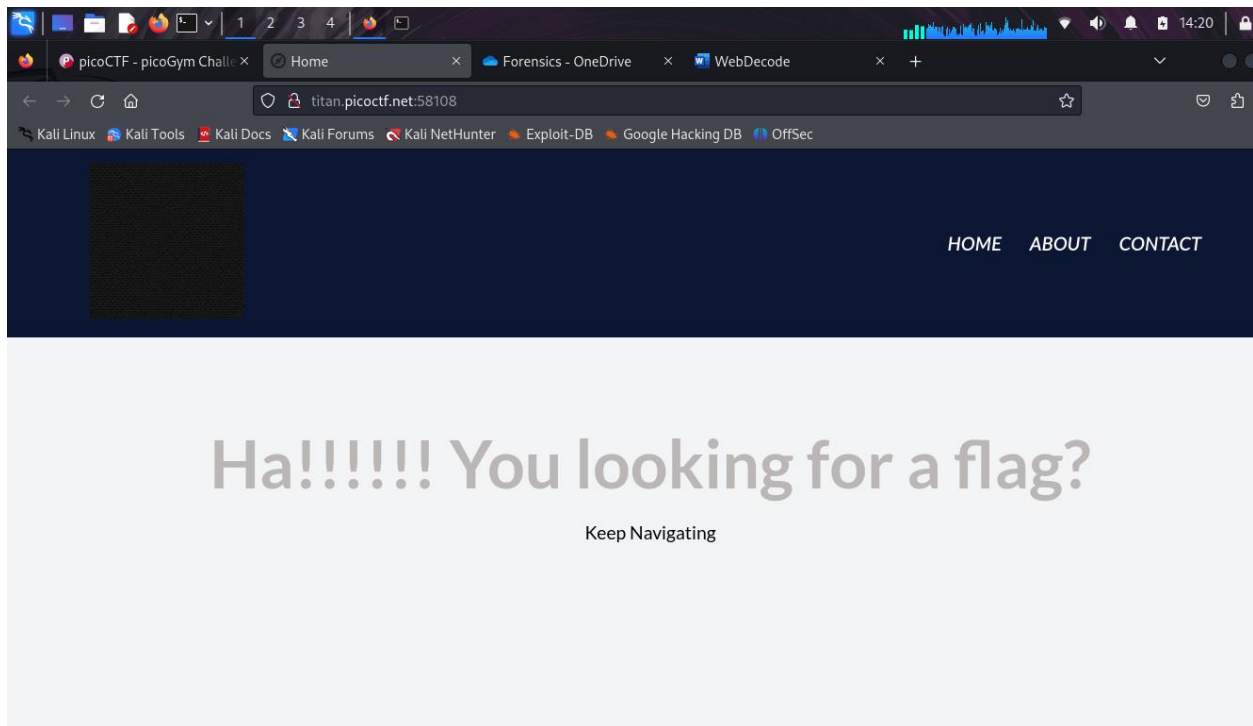 1 2 3 4 14:20
picoCTF - picoGym Challe Home Forensics - OneDrive WebDecode
titan.picoctf.net:58108
Kali Linux Kali Tools Kali Docs Kali Forums Kali NetHunter Exploit-DB Google Hacking DB OffSec
HOME ABOUT CONTACT
Ha!!!!!! You looking for a flag?
Keep Navigating